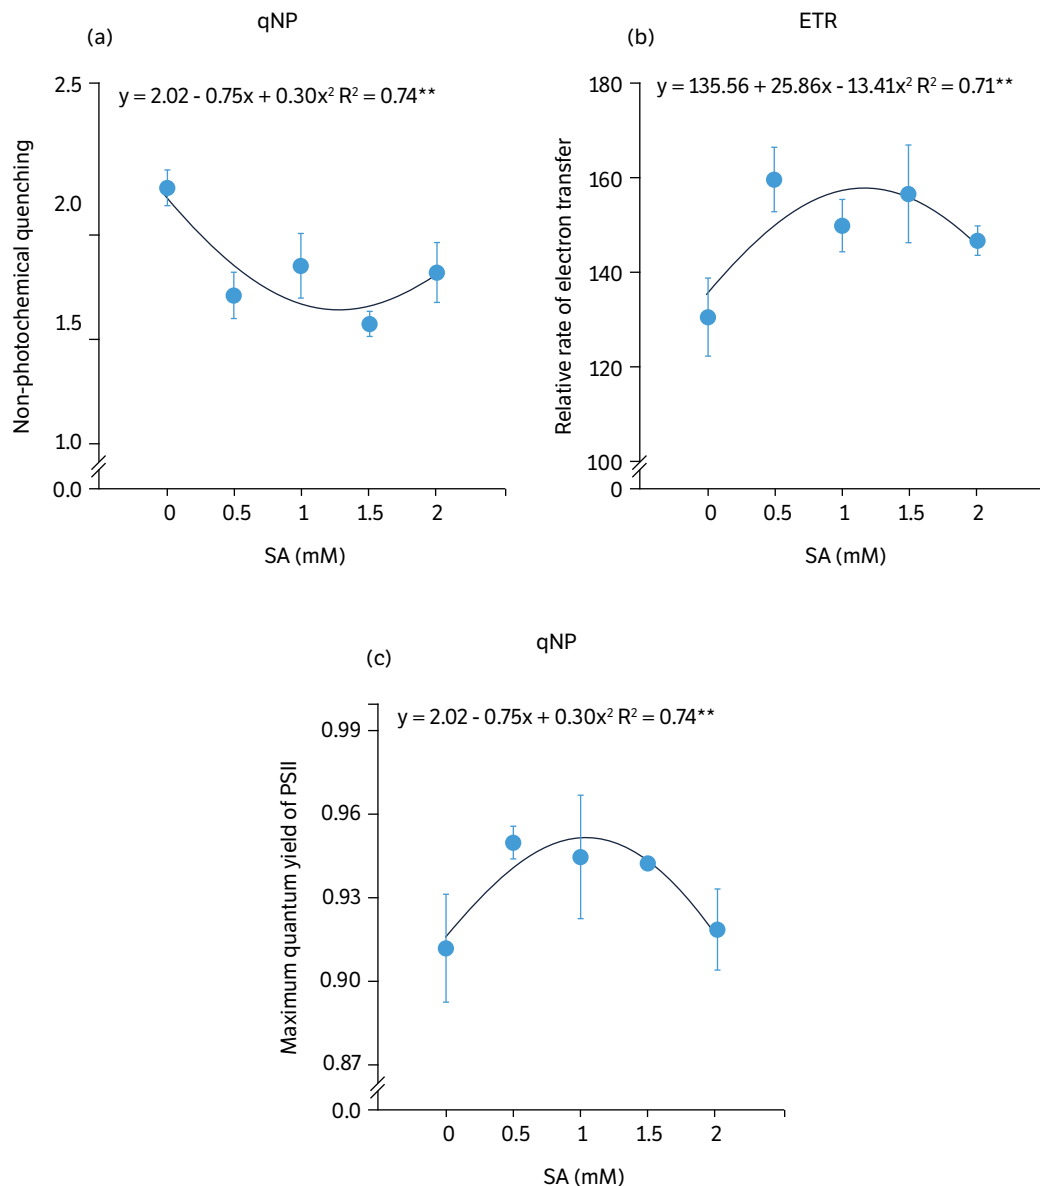 (a)
qNP
y = 2.02 - 0.75x + 0.30x² R² = 0.74**
Non-photochemical quenching
2.5
2.0
1.5
1.0
0.0
0 0.5 1 1.5 2
SA (mM)
(b)
ETR
y = 135.56 + 25.86x - 13.41x² R² = 0.71**
Relative rate of electron transfer
180
160
140
120
100
0
0 0.5 1 1.5 2
SA (mM)
(c)
qNP
y = 2.02 - 0.75x + 0.30x² R² = 0.74**
Maximum quantum yield of PSII
0.99
0.96
0.93
0.90
0.87
0.0
0 0.5 1 1.5 2
SA (mM)